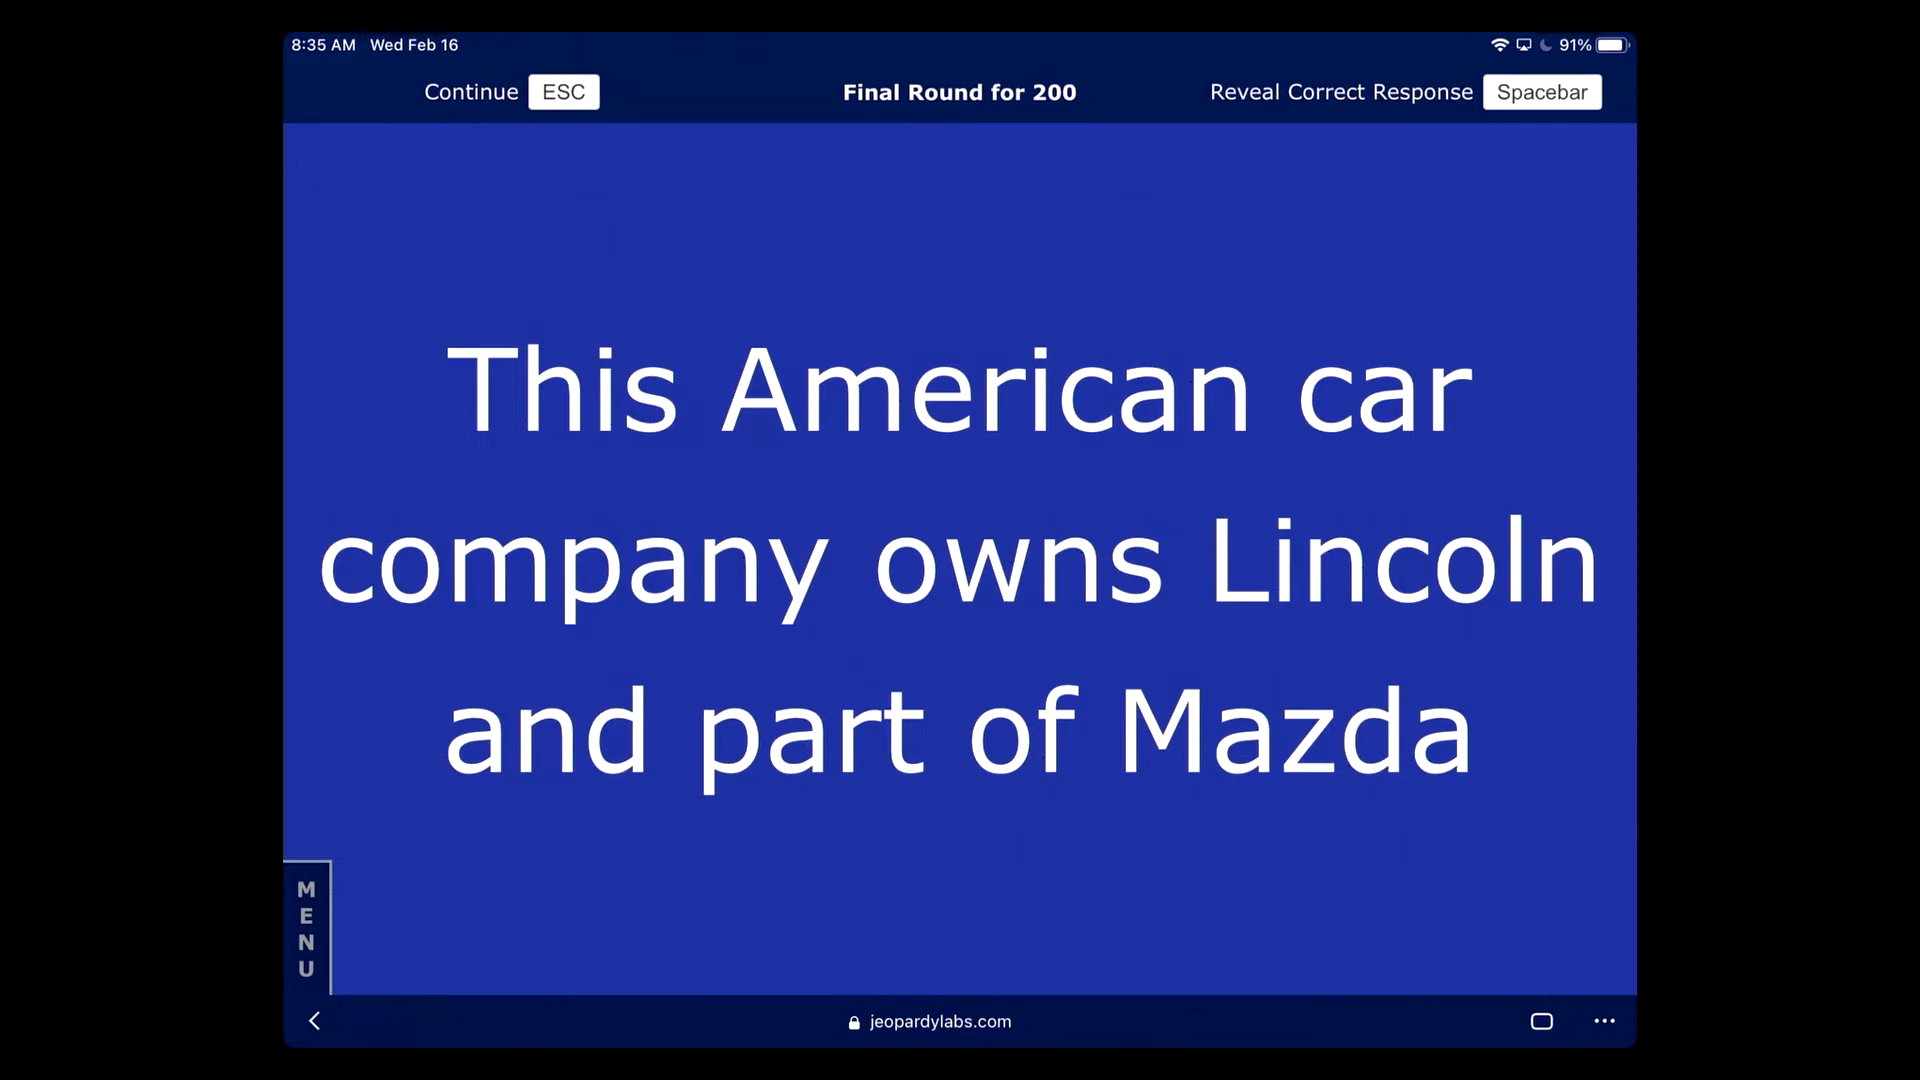 8:35 AM Wed Feb 16 91%
Continue ESC Final Round for 200 Reveal Correct Response Spacebar
This American car
company owns Lincoln
and part of Mazda
MENU
jeopardylabs.com